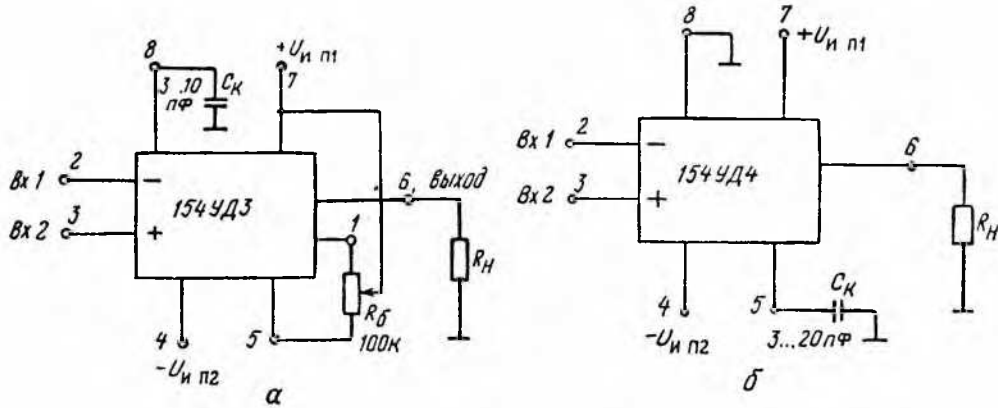 8
3..10
пФ
Cк
+Uи п1
7
Вх 1
2
−
154УД3
6, выход
Вх 2
3
+
1
Rн
4
−Uи п2
5
Rб
100к
а
8
7
+Uи п1
Вх 1
2
−
154УД4
6
Вх 2
3
+
Rн
4
−Uи п2
5
Cк
3...20 пФ
б